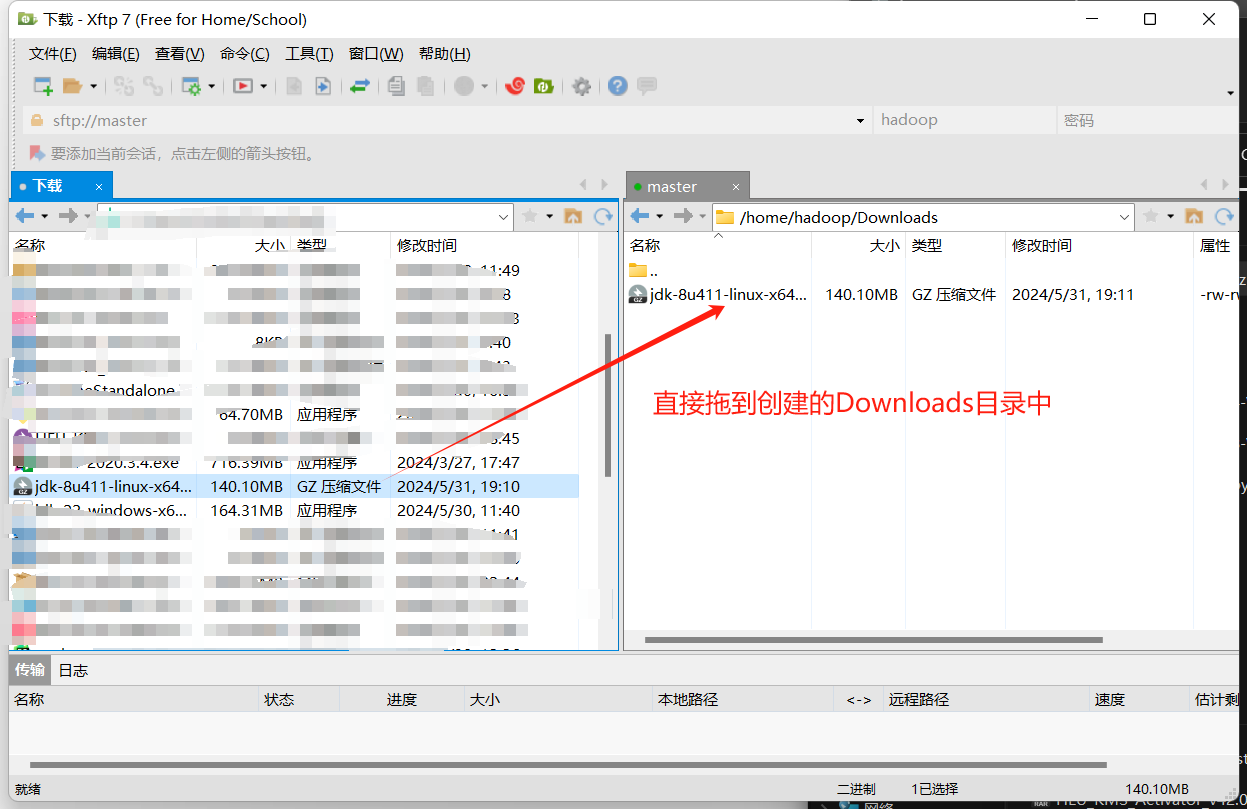 下载 - Xftp 7 (Free for Home/School)
文件(F) 编辑(E) 查看(V) 命令(C) 工具(T) 窗口(W) 帮助(H)
sftp://master hadoop 密码
要添加当前会话，点击左侧的箭头按钮。
下载 × master ×
/home/hadoop/Downloads
名称 大小 类型 修改时间 名称 大小 类型 修改时间 属性
11:49 ..
jdk-8u411-linux-x64... 140.10MB GZ 压缩文件 2024/5/31, 19:11 -rw-rw
8KB :40
Standalone
64.70MB 应用程序
直接拖到创建的Downloads目录中
:45
2020.3.4.exe 716.39MB 应用程序 2024/3/27, 17:47
jdk-8u411-linux-x64... 140.10MB GZ 压缩文件 2024/5/31, 19:10
windows-x6... 164.31MB 应用程序 2024/5/30, 11:40
传输 日志
名称 状态 进度 大小 本地路径 <-> 远程路径 速度 估计剩
就绪 二进制 1已选择 140.10MB